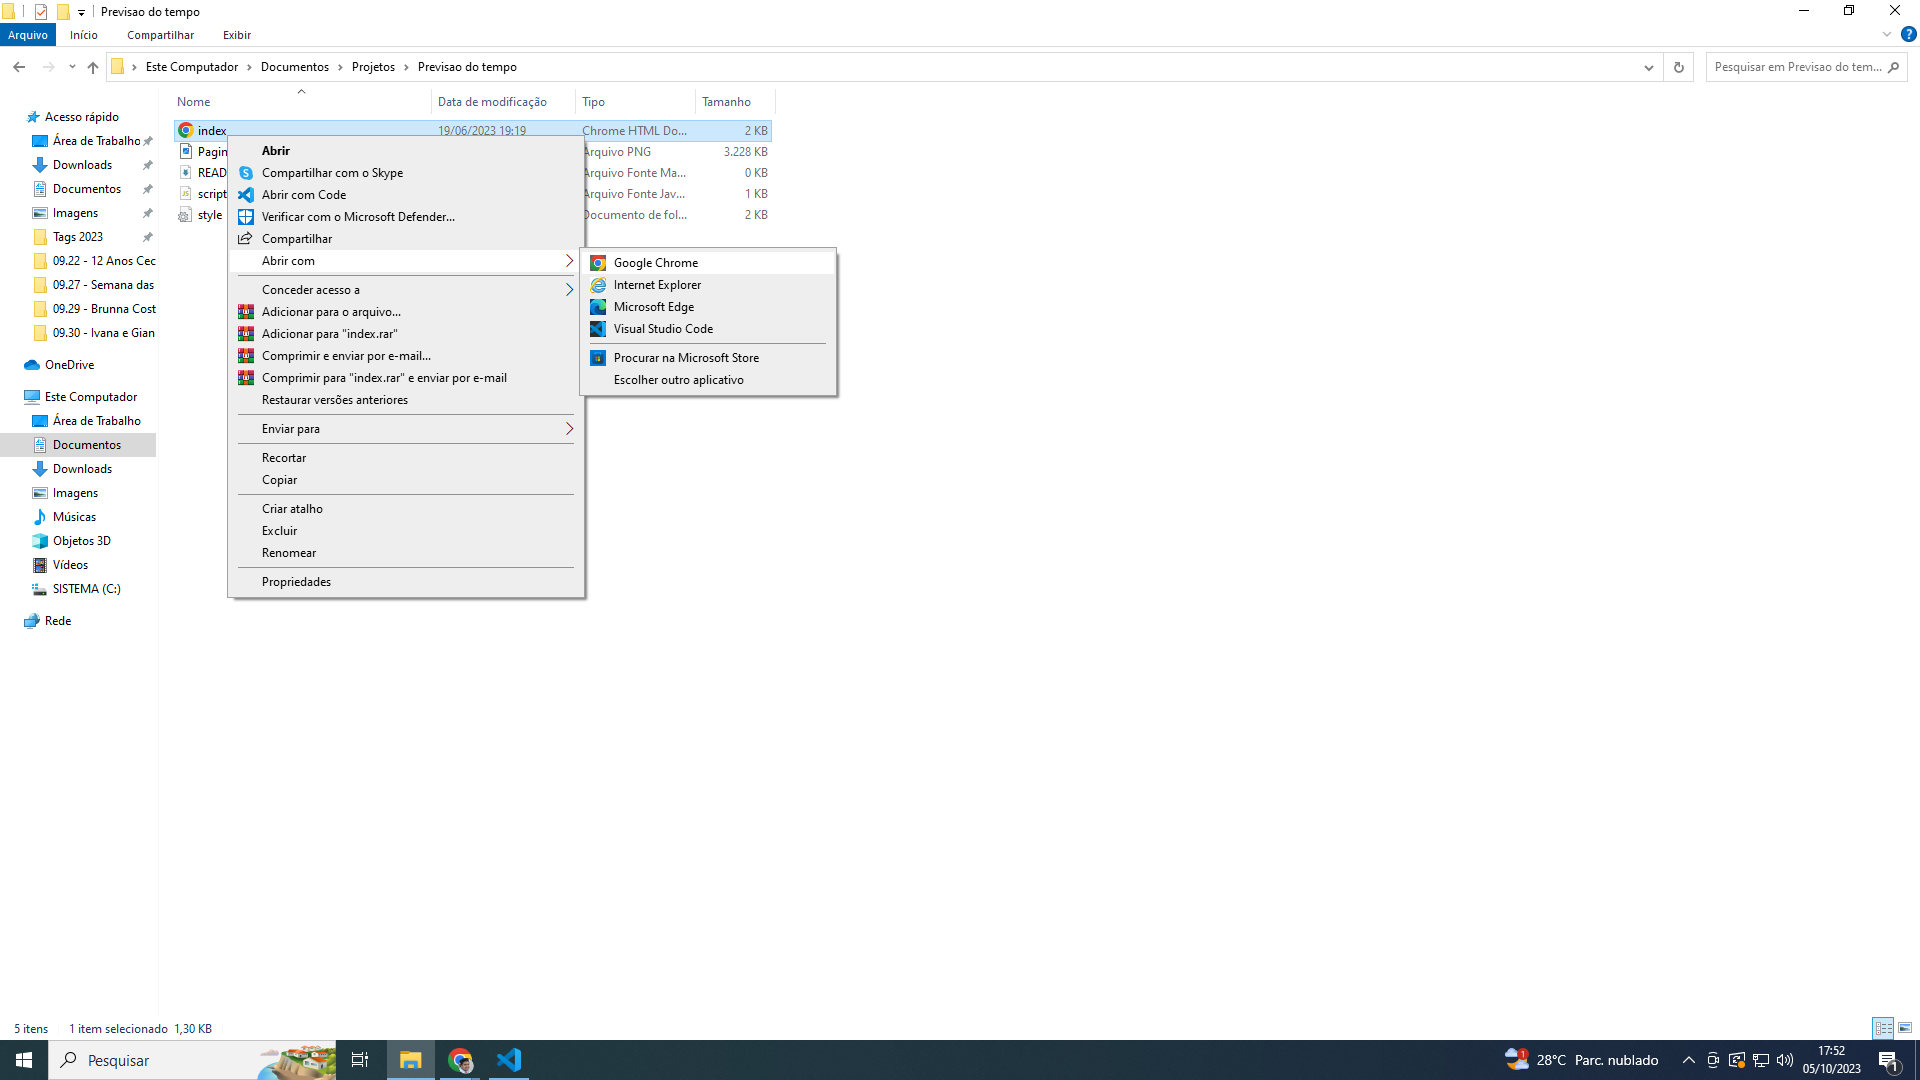 Previsao do tempo
Arquivo Início Compartilhar Exibir
Este Computador Documentos Projetos Previsao do tempo
Pesquisar em Previsao do tem...
Nome Data de modificação Tipo Tamanho
index 19/06/2023 19:19 Chrome HTML Do... 2 KB
Pagin Arquivo PNG 3.228 KB
READ Arquivo Fonte Ma... 0 KB
script Arquivo Fonte Jav... 1 KB
style Documento de fol... 2 KB
Acesso rápido
Área de Trabalho
Downloads
Documentos
Imagens
Tags 2023
09.22 - 12 Anos Cec
09.27 - Semana das
09.29 - Brunna Cost
09.30 - Ivana e Gian
OneDrive
Este Computador
Área de Trabalho
Documentos
Downloads
Imagens
Músicas
Objetos 3D
Vídeos
SISTEMA (C:)
Rede
Abrir
Compartilhar com o Skype
Abrir com Code
Verificar com o Microsoft Defender...
Compartilhar
Abrir com
Conceder acesso a
Adicionar para o arquivo...
Adicionar para "index.rar"
Comprimir e enviar por e-mail...
Comprimir para "index.rar" e enviar por e-mail
Restaurar versões anteriores
Enviar para
Recortar
Copiar
Criar atalho
Excluir
Renomear
Propriedades
Google Chrome
Internet Explorer
Microsoft Edge
Visual Studio Code
Procurar na Microsoft Store
Escolher outro aplicativo
5 itens 1 item selecionado 1,30 KB
Pesquisar
1 28°C Parc. nublado
17:52
05/10/2023
1